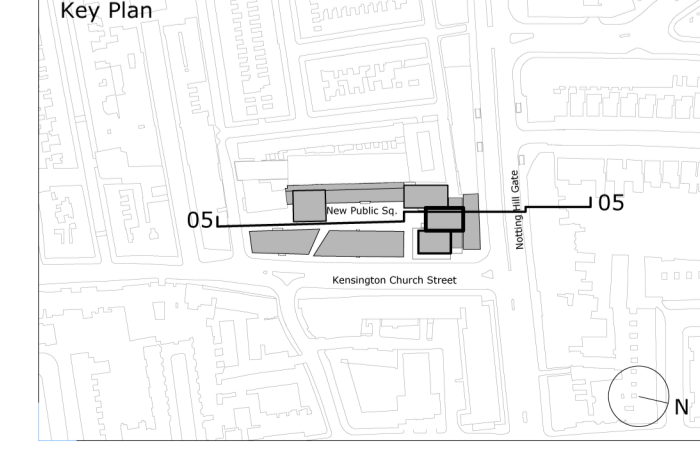 Key Plan
Notting Hill Gate
05
New Public Sq.
05
Kensington Church Street
N